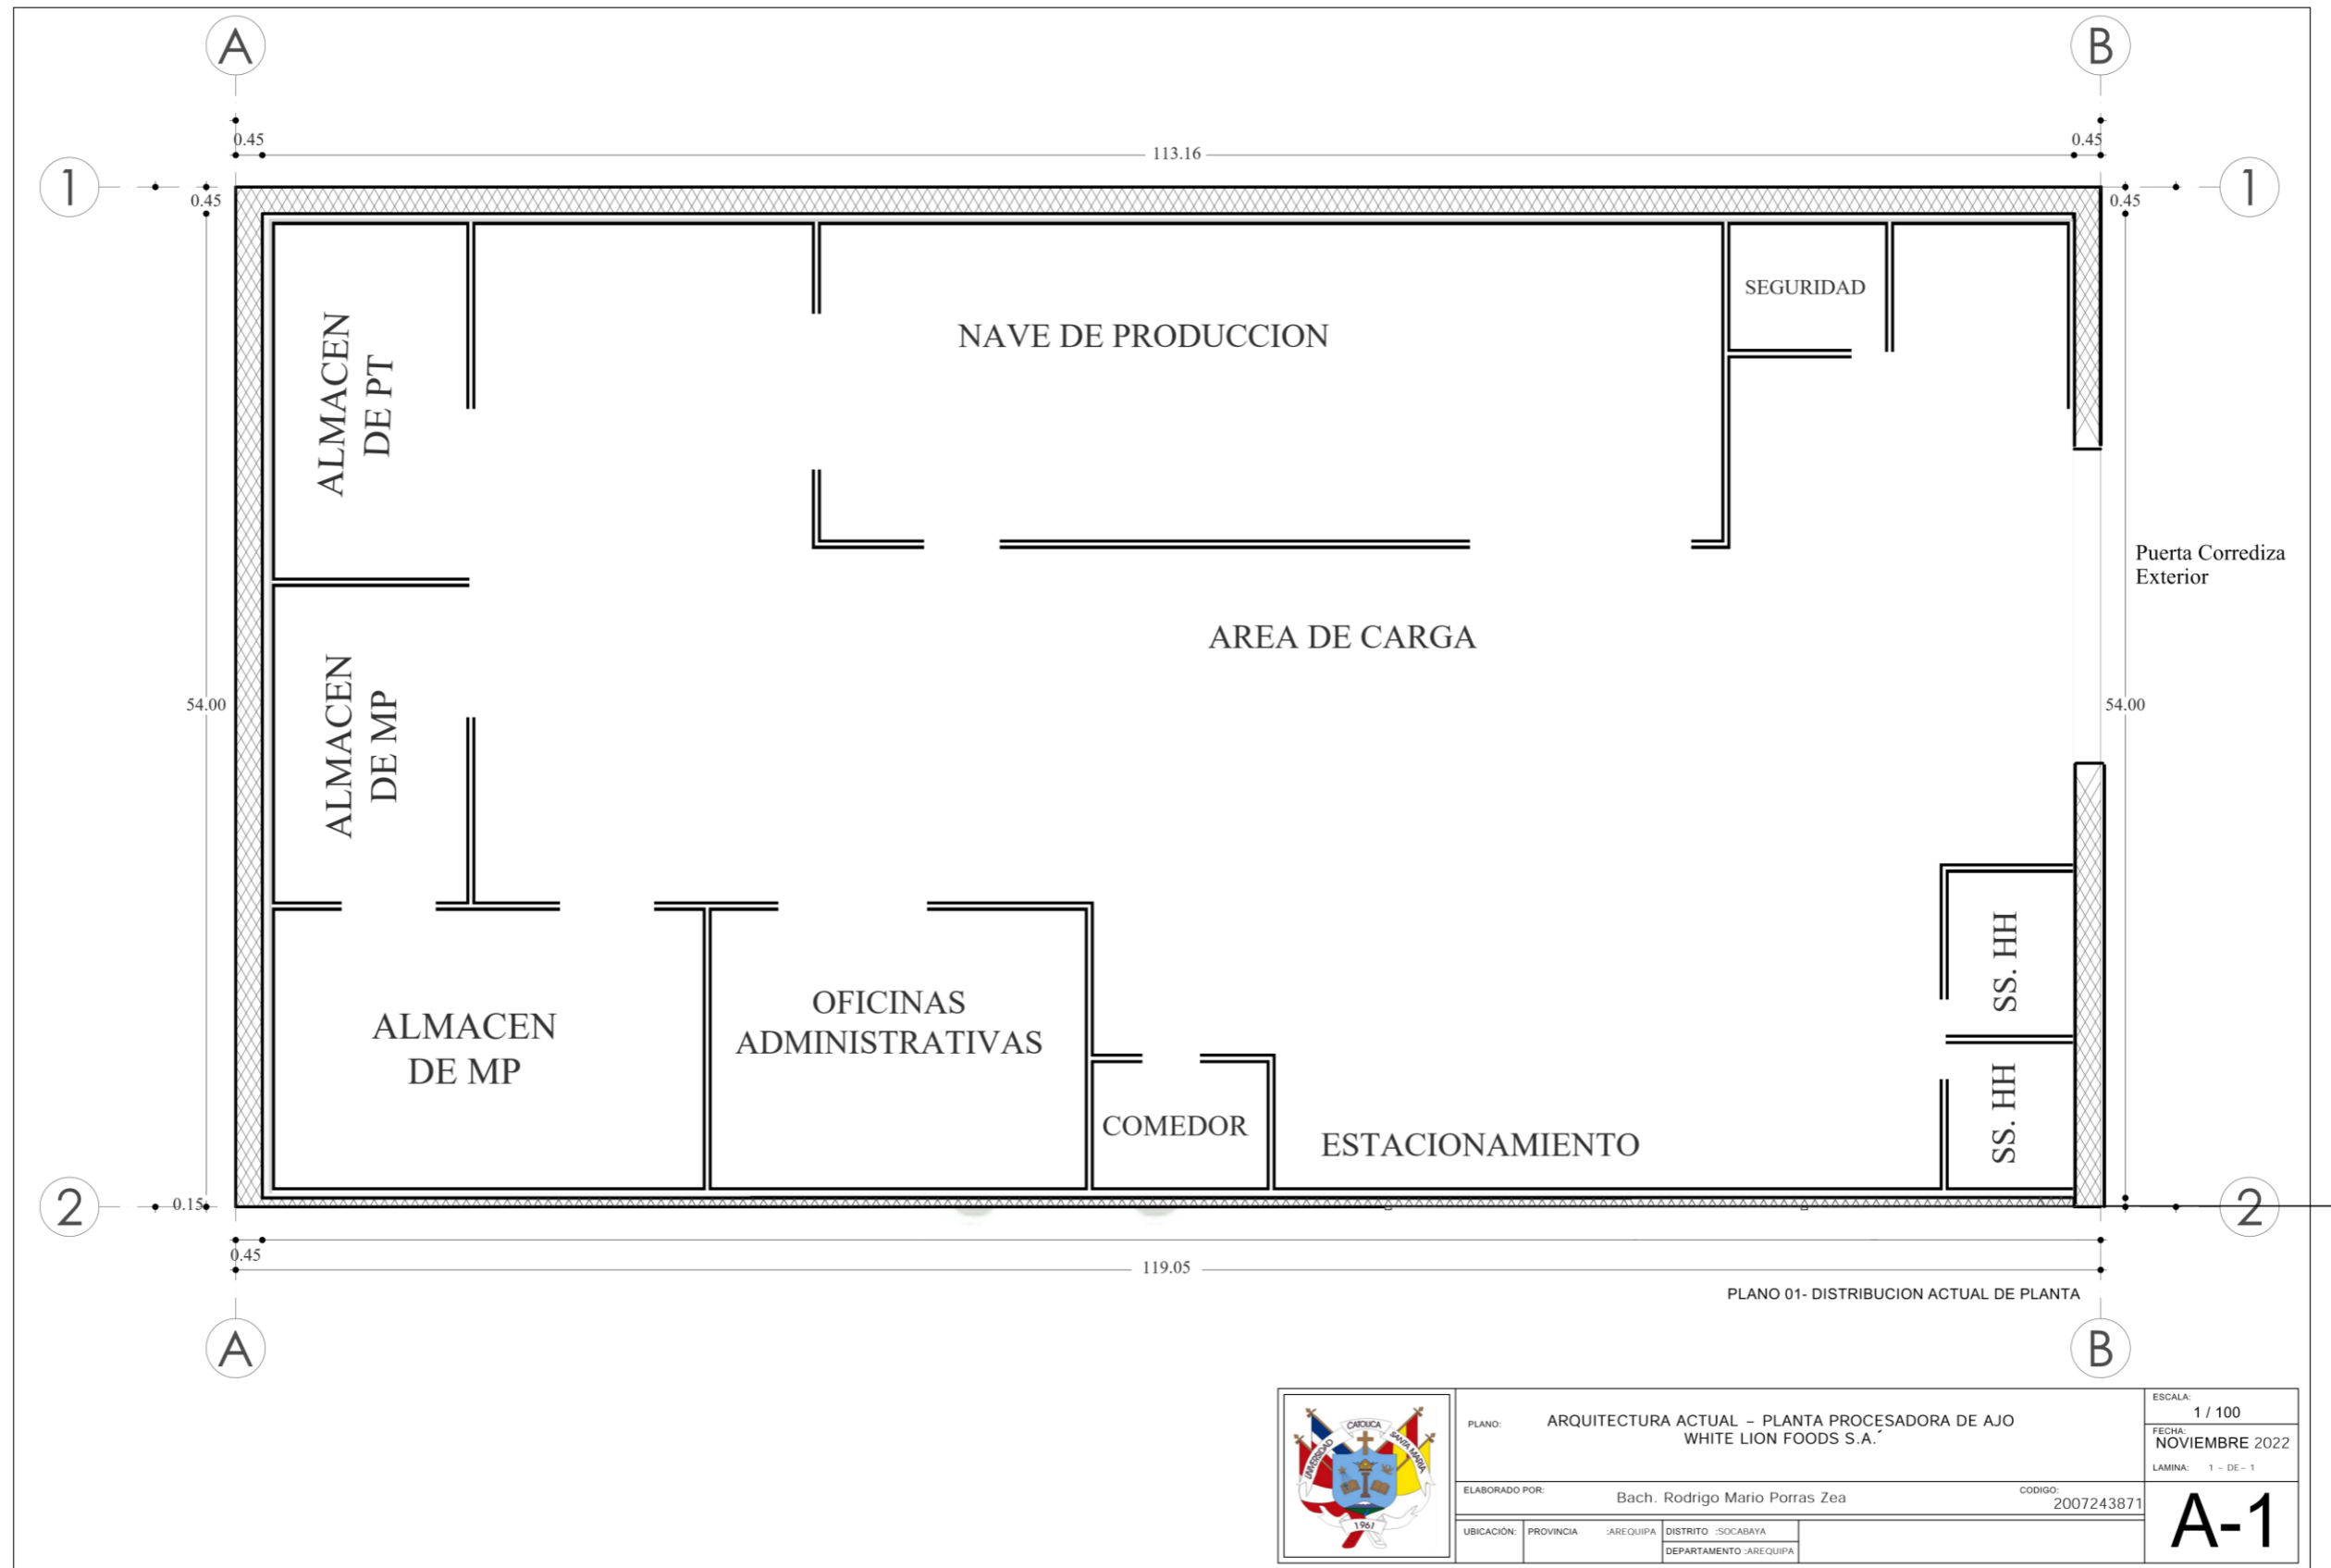 A
B
0.45
113.16
0.45
1
1
0.45
0.45
SEGURIDAD
NAVE DE PRODUCCION
ALMACEN
DE PT
Puerta Corrediza
Exterior
AREA DE CARGA
54.00
54.00
ALMACEN
DE MP
SS. HH
OFICINAS
ADMINISTRATIVAS
ALMACEN
DE MP
COMEDOR
ESTACIONAMIENTO
SS. HH
2
0.15
2
0.45
119.05
PLANO 01- DISTRIBUCION ACTUAL DE PLANTA
A
B
UNIVERSIDAD CATOLICA SANTA MARIA
1961
PLANO: ARQUITECTURA ACTUAL – PLANTA PROCESADORA DE AJO
WHITE LION FOODS S.A.´
ESCALA:
1 / 100
FECHA:
NOVIEMBRE 2022
LAMINA: 1 - DE- 1
ELABORADO POR: Bach. Rodrigo Mario Porras Zea
CODIGO:
2007243871
A-1
UBICACIÓN: PROVINCIA :AREQUIPA DISTRITO :SOCABAYA
DEPARTAMENTO :AREQUIPA